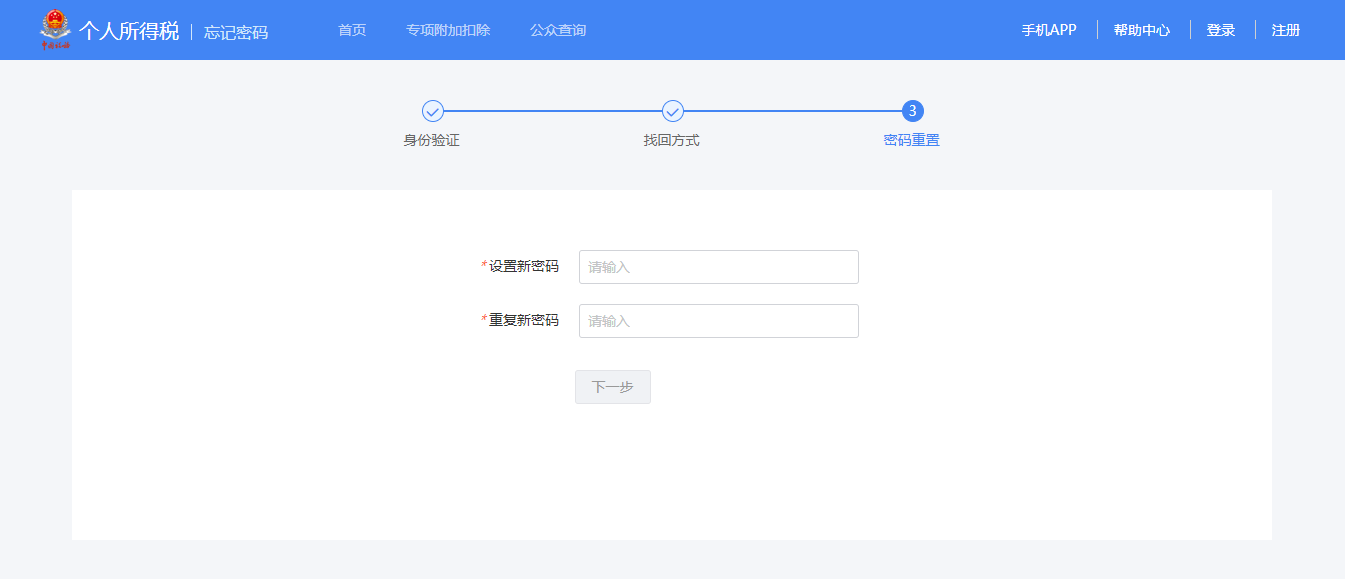 个人所得税 | 忘记密码 首页 专项附加扣除 公众查询 手机APP 帮助中心 登录 注册
3
身份验证 找回方式 密码重置
*设置新密码 请输入
*重复新密码 请输入
下一步